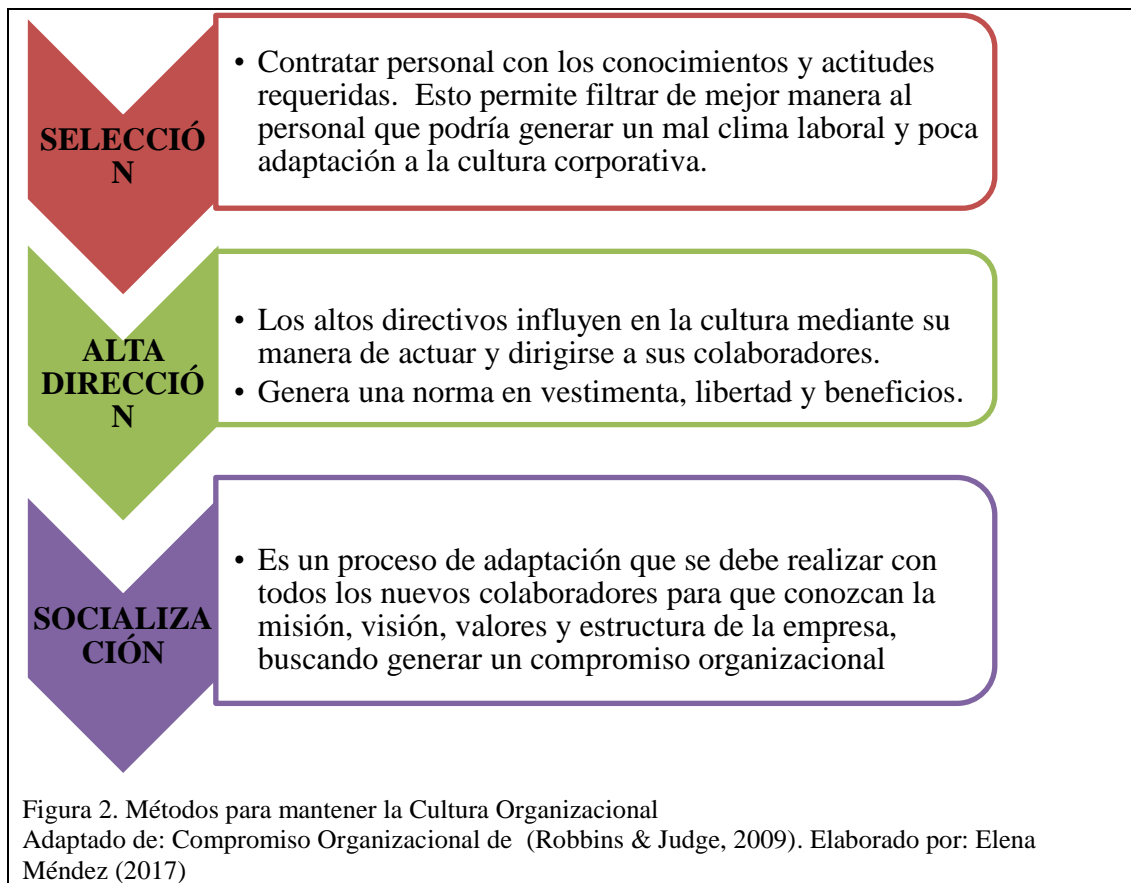 SELECCIÓ
N
• Contratar personal con los conocimientos y actitudes
requeridas.  Esto permite filtrar de mejor manera al
personal que podría generar un mal clima laboral y poca
adaptación a la cultura corporativa.
ALTA
DIRECCIÓ
N
• Los altos directivos influyen en la cultura mediante su
manera de actuar y dirigirse a sus colaboradores.
• Genera una norma en vestimenta, libertad y beneficios.
SOCIALIZA
CIÓN
• Es un proceso de adaptación que se debe realizar con
todos los nuevos colaboradores para que conozcan la
misión, visión, valores y estructura de la empresa,
buscando generar un compromiso organizacional
Figura 2. Métodos para mantener la Cultura Organizacional
Adaptado de: Compromiso Organizacional de  (Robbins & Judge, 2009). Elaborado por: Elena
Méndez (2017)